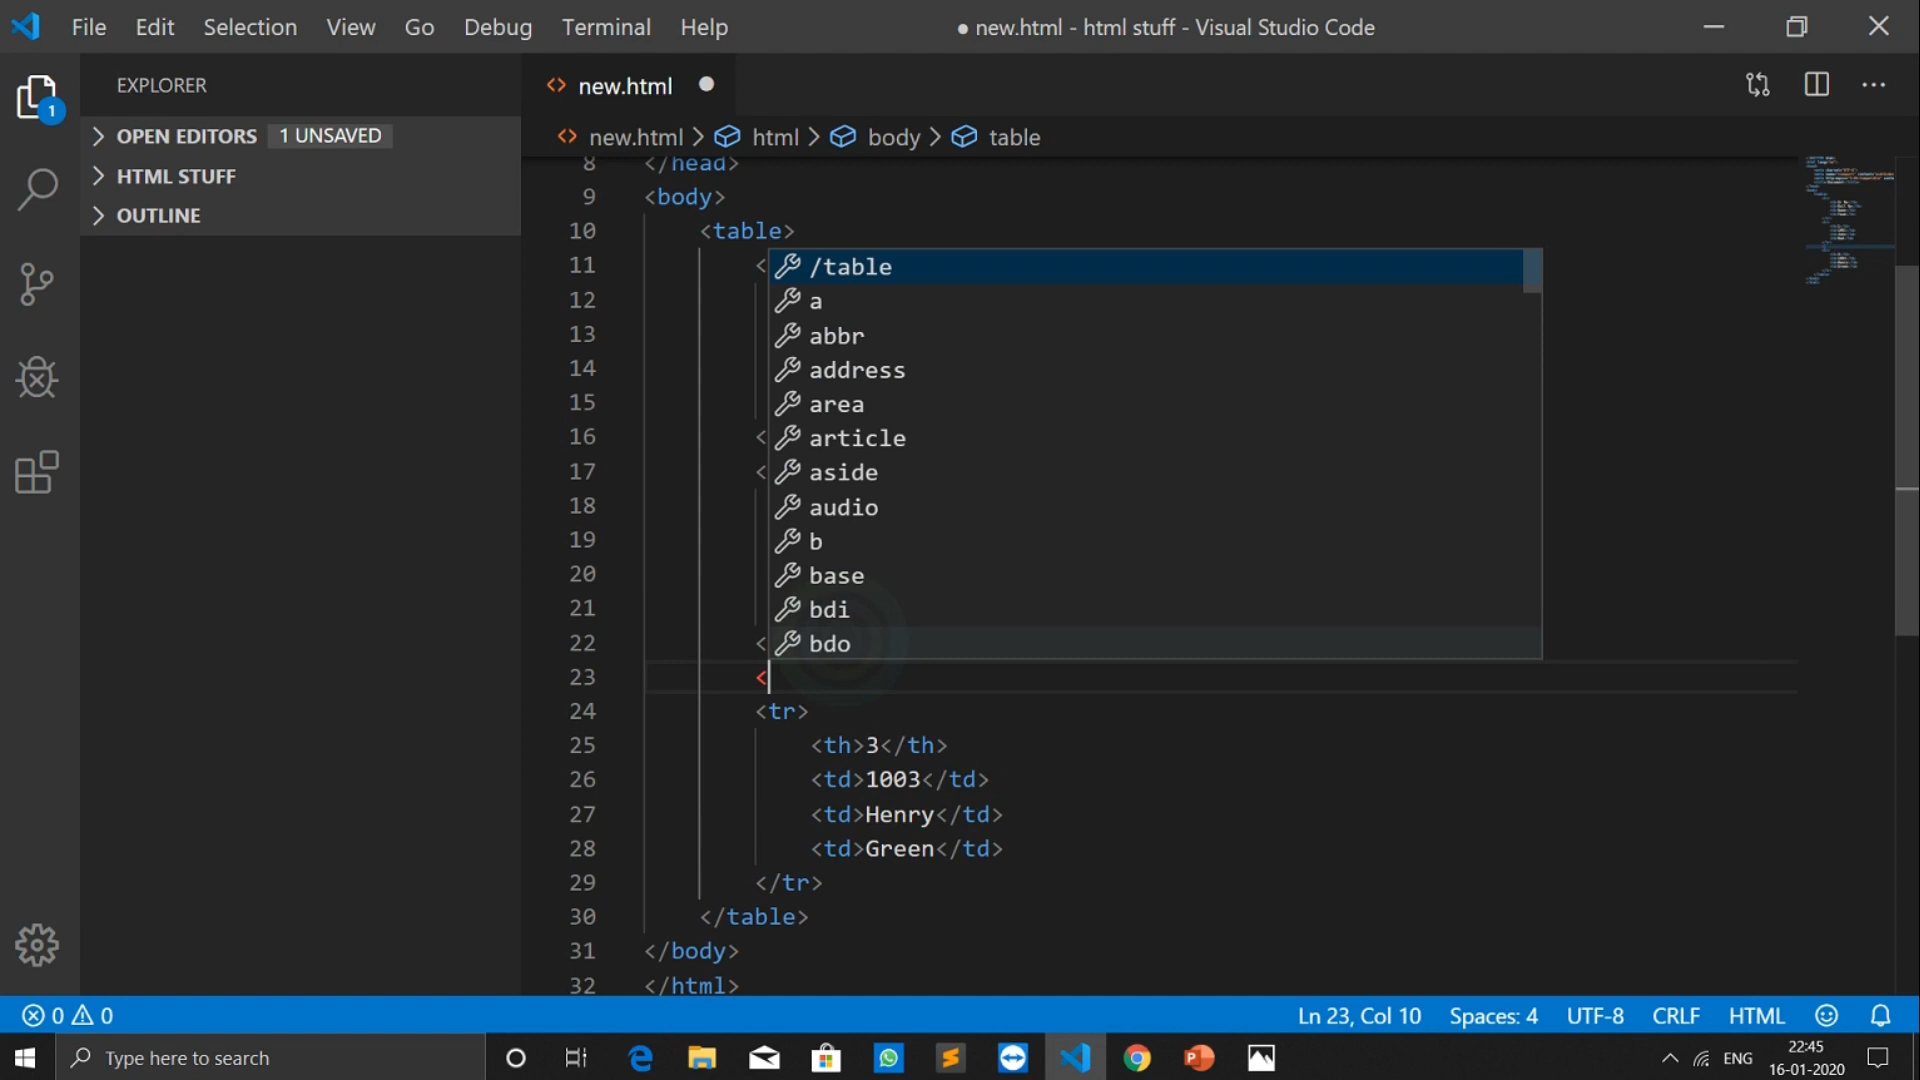 File Edit Selection View Go Debug Terminal Help
● new.html - html stuff - Visual Studio Code
EXPLORER
OPEN EDITORS 1 UNSAVED
HTML STUFF
OUTLINE
1
<> new.html ●
<> new.html > html > body > table
8 </head>
9 <body>
10 <table>
11 <
12
13
14
15
16 <
17 <
18
19
20
21
22 <
/table
a
abbr
address
area
article
aside
audio
b
base
bdi
bdo
23 <
24 <tr>
25 <th>3</th>
26 <td>1003</td>
27 <td>Henry</td>
28 <td>Green</td>
29 </tr>
30 </table>
31 </body>
32 </html>
0 0
Ln 23, Col 10 Spaces: 4 UTF-8 CRLF HTML
Type here to search
ENG
22:45
16-01-2020